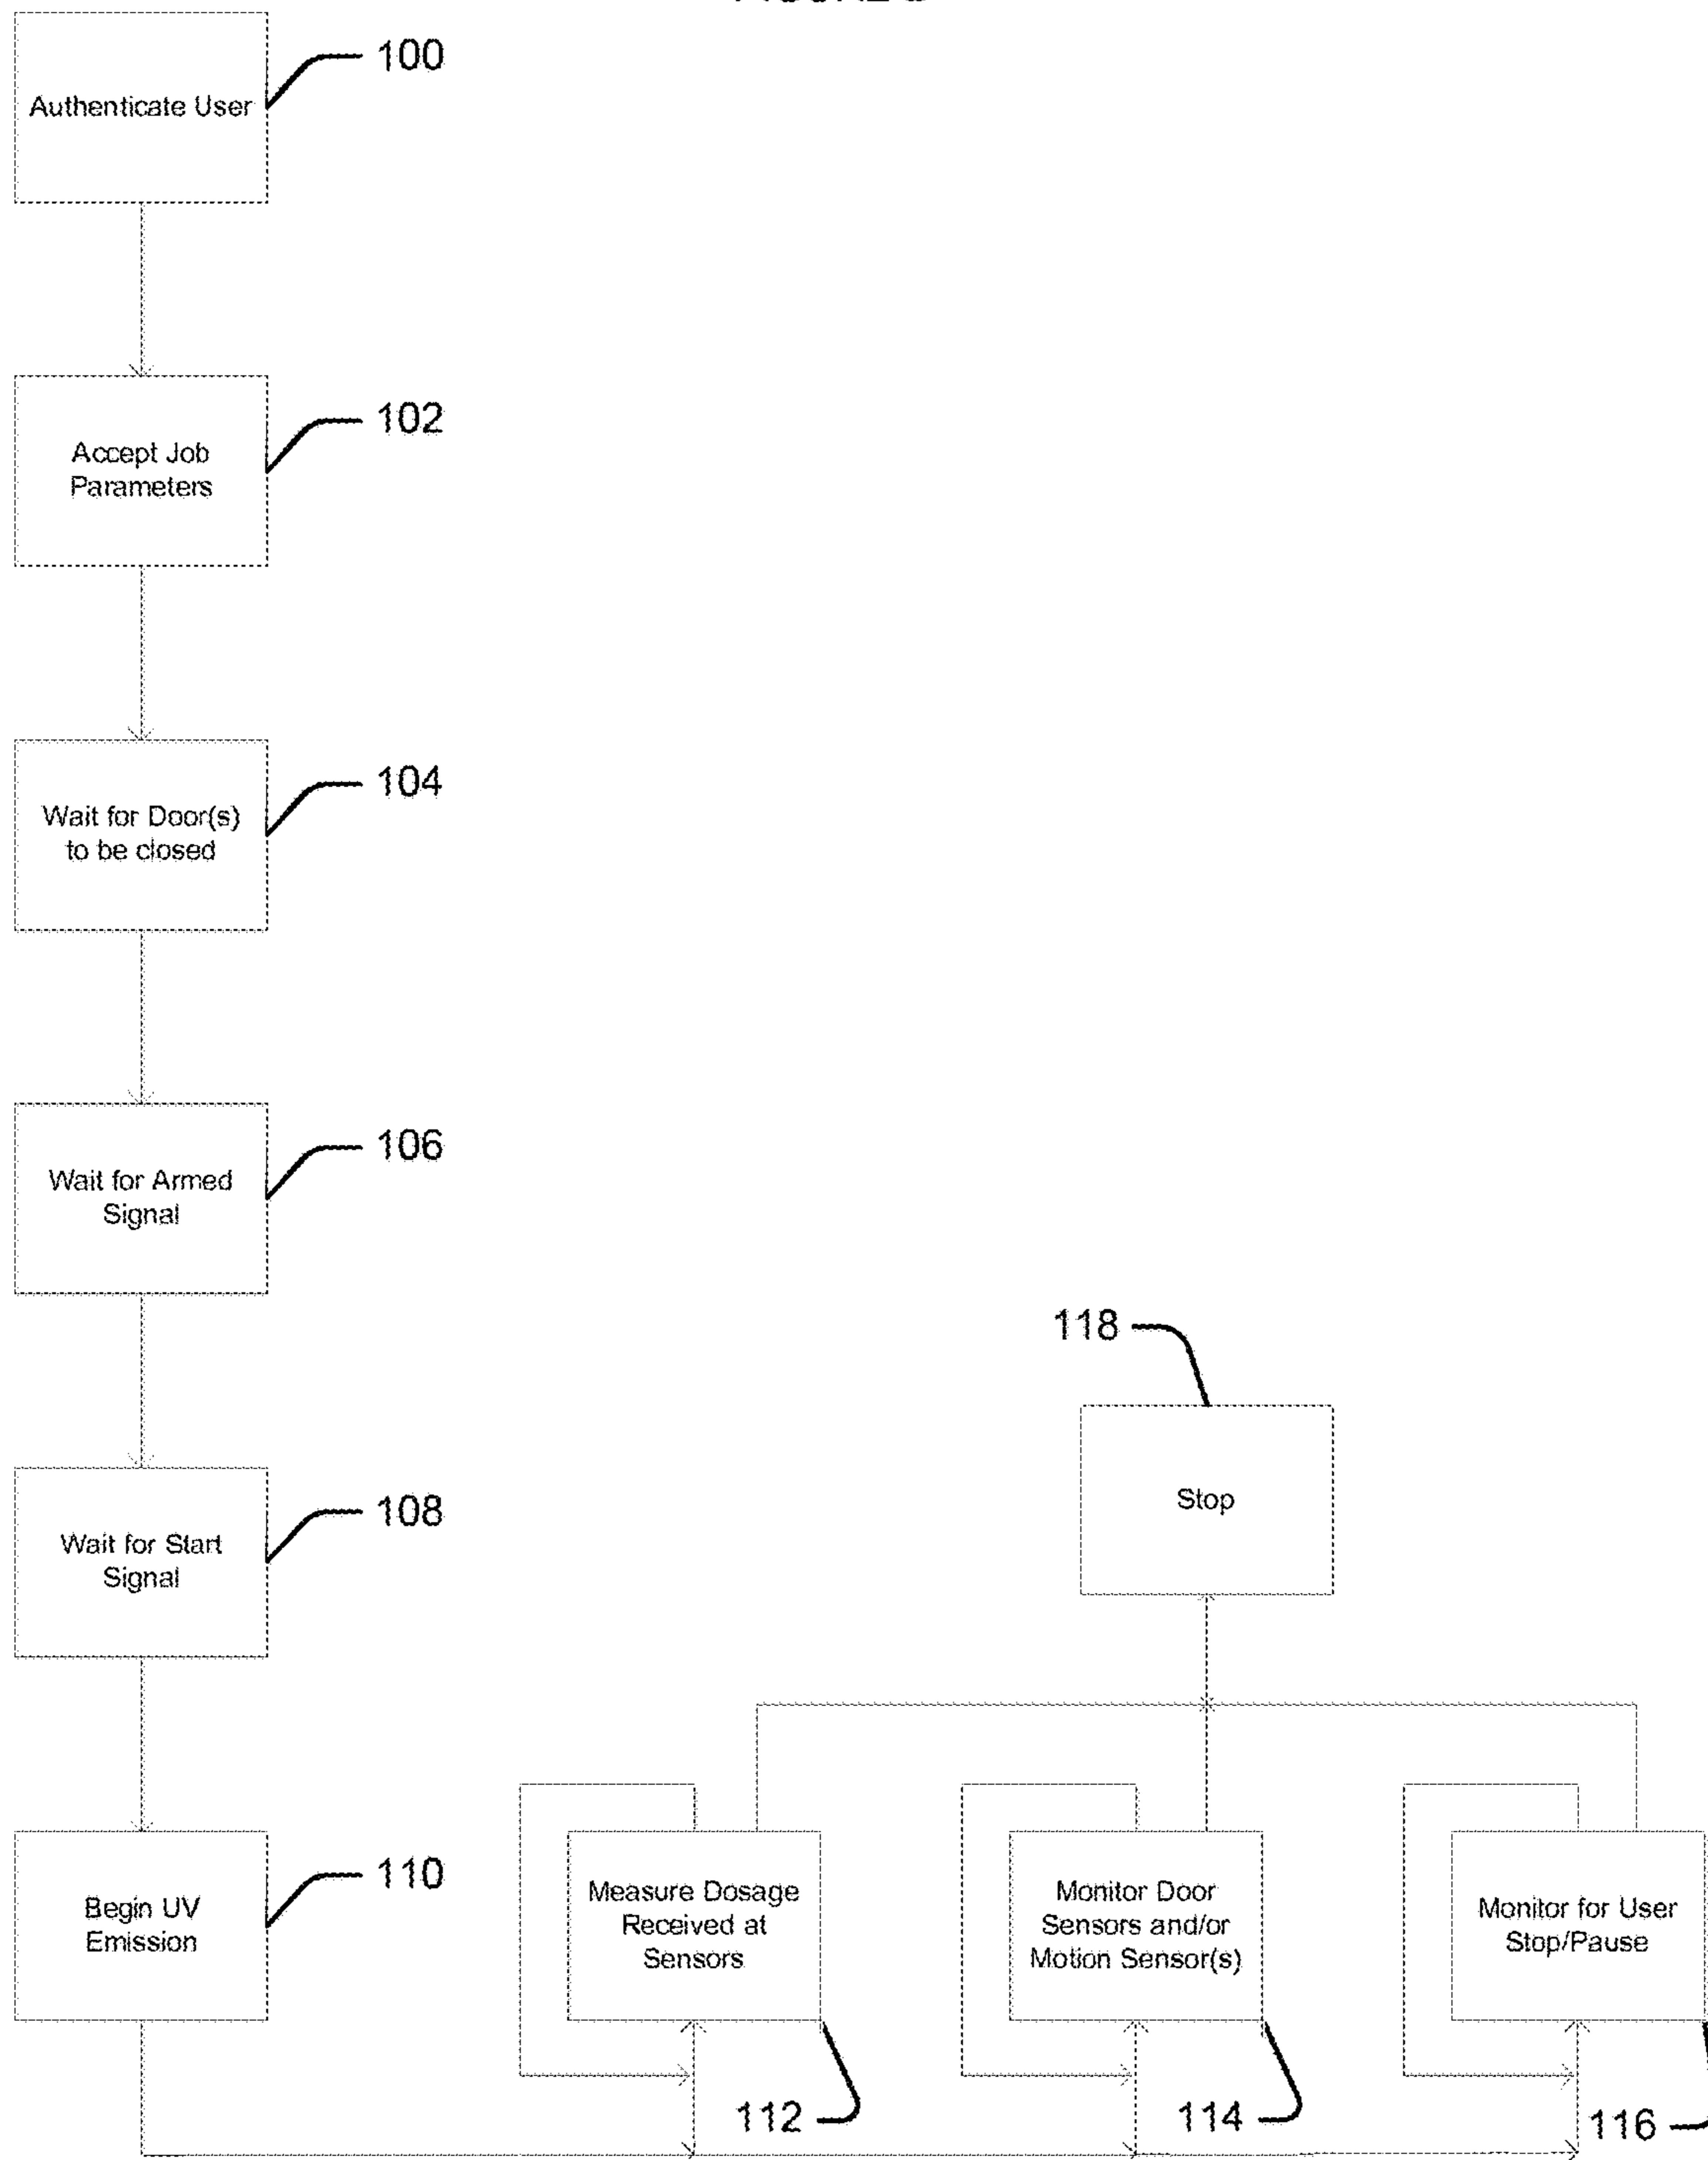 Authenticate User
100
Accept Job
Parameters
102
Wait for Door(s)
to be closed
104
Wait for Armed
Signal
106
118
Wait for Start
Signal
108
Stop
Begin UV
Emission
110
Measure Dosage
Received at
Sensors
Monitor Door
Sensors and/or
Motion Sensor(s)
Monitor for User
Stop/Pause
112
114
116